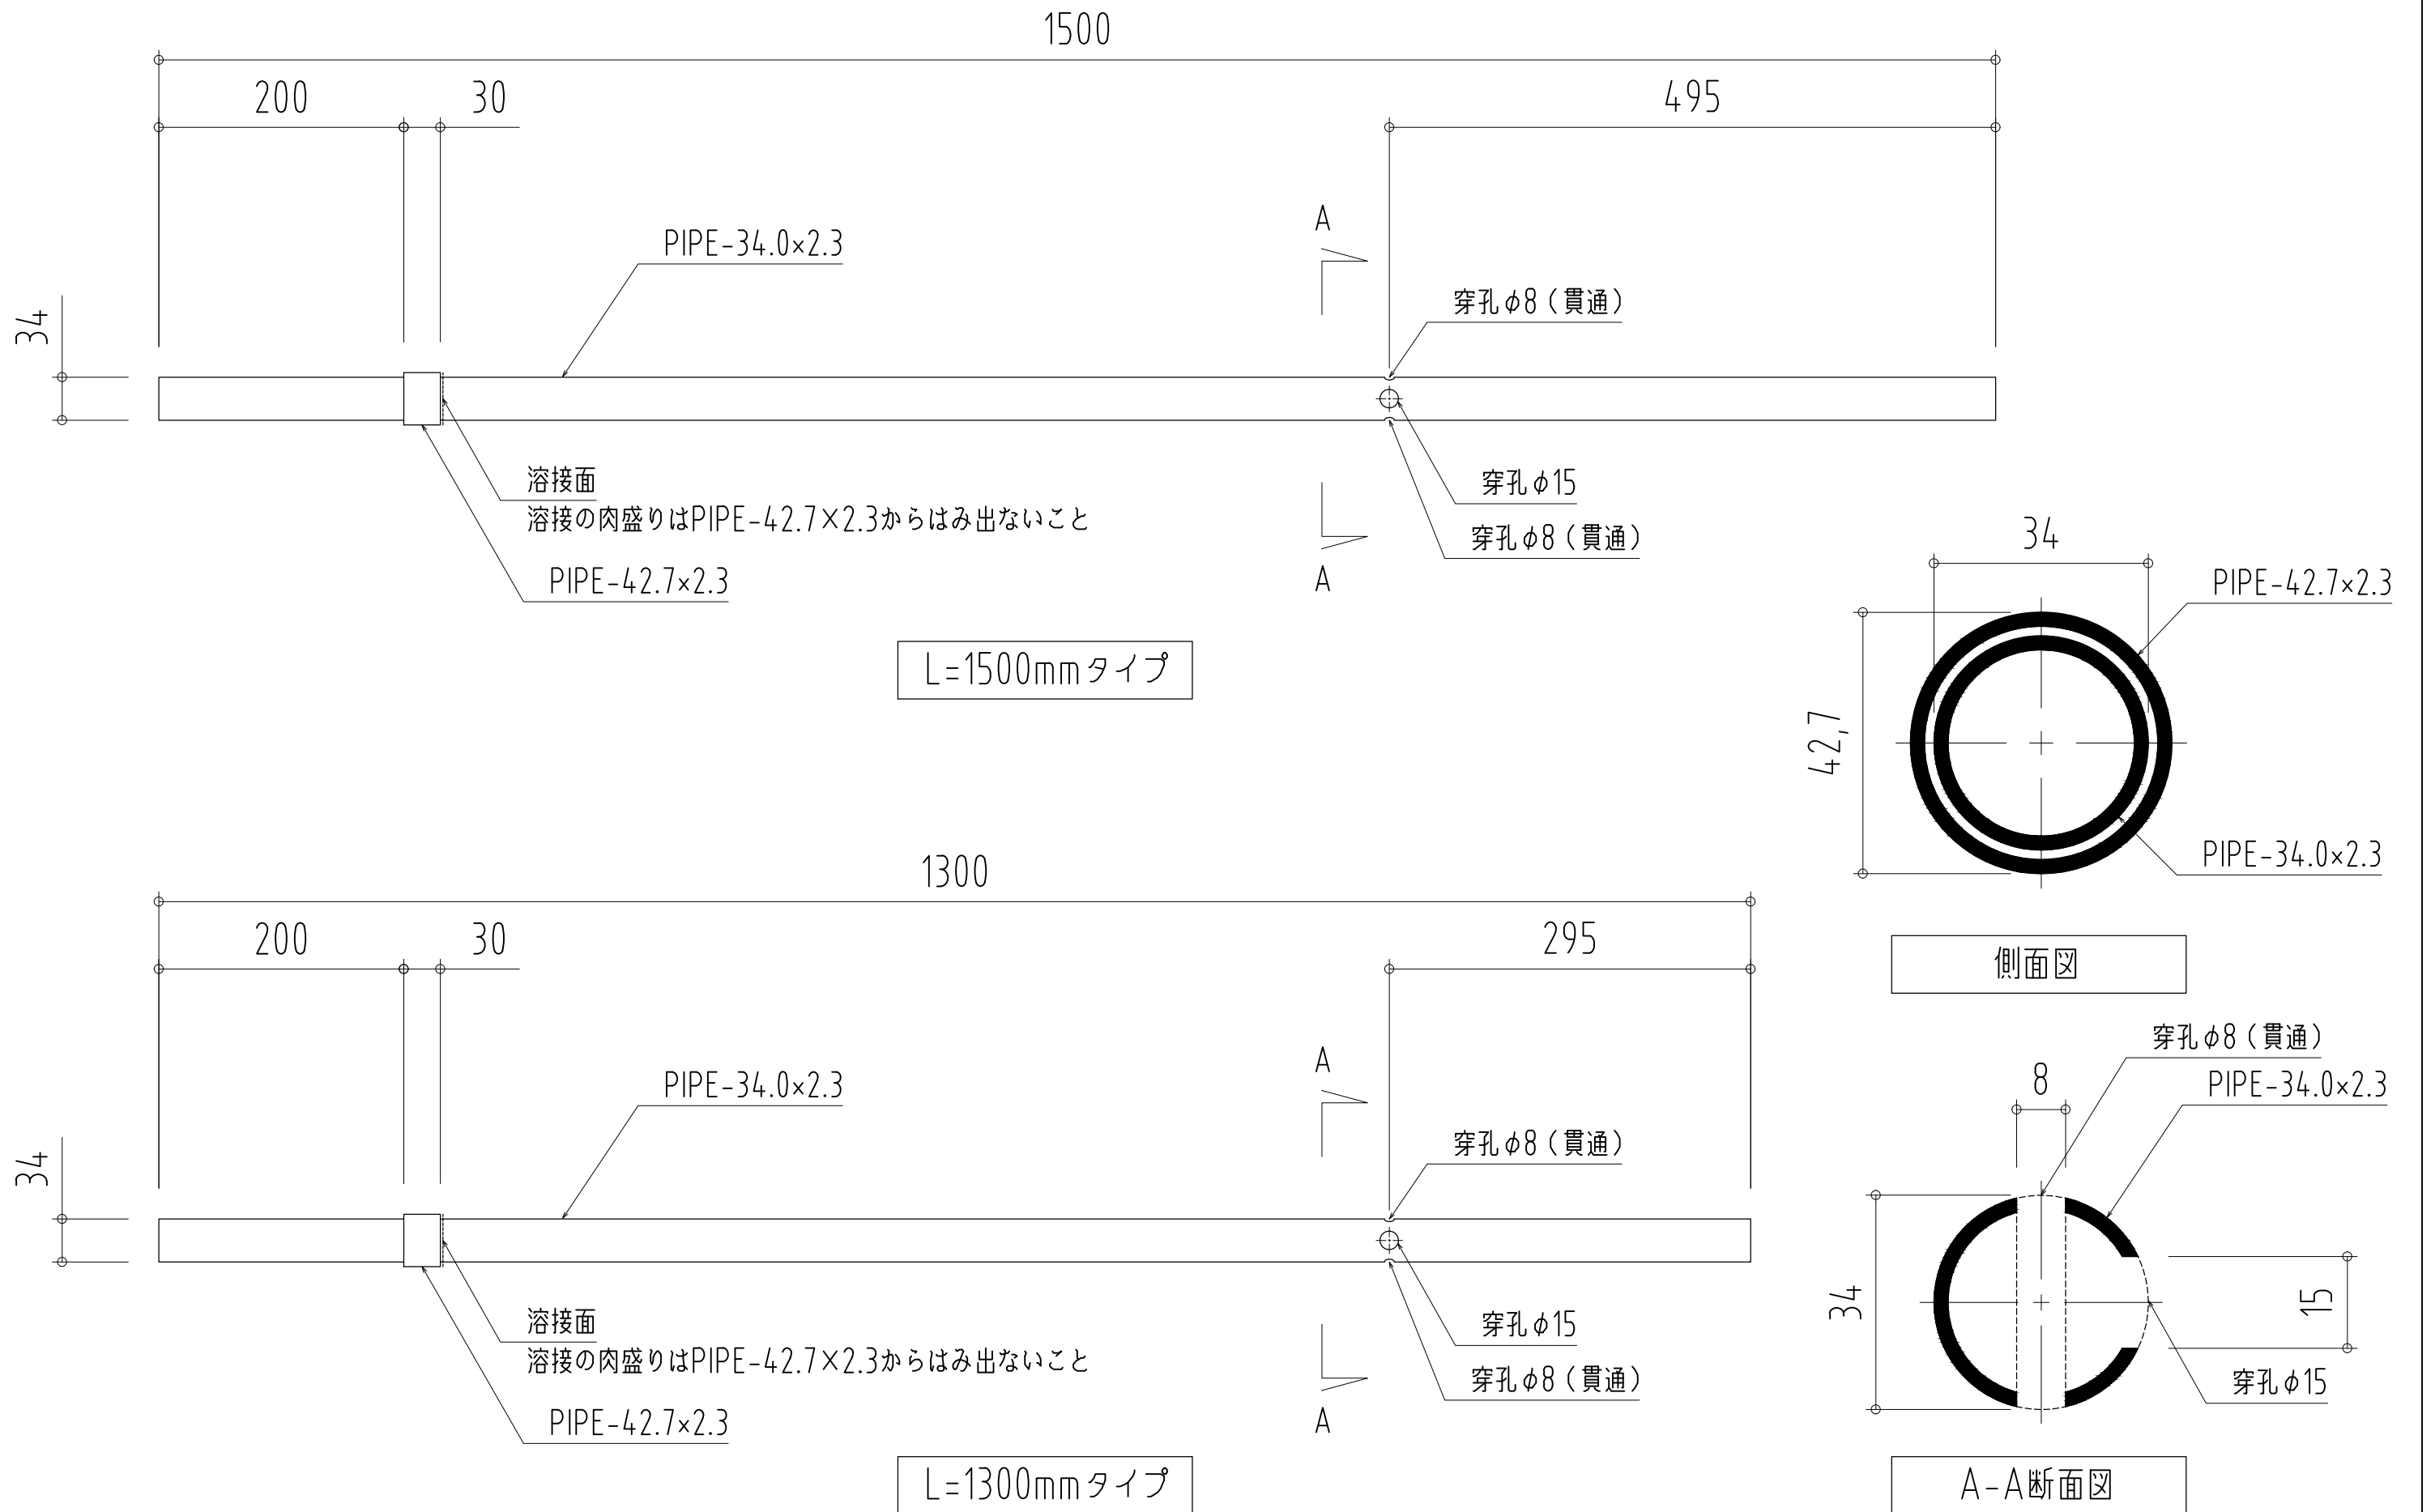 1500
200
30
495
PIPE-34.0×2.3
A
穿孔φ8（貫通）
34
溶接面
溶接の肉盛りはPIPE-42.7×2.3からはみ出ないこと
穿孔φ15
穿孔φ8（貫通）
PIPE-42.7×2.3
A
L=1500mmタイプ
34
PIPE-42.7×2.3
42,7
PIPE-34.0×2.3
側面図
1300
200
30
295
PIPE-34.0×2.3
A
穿孔φ8（貫通）
34
溶接面
溶接の肉盛りはPIPE-42.7×2.3からはみ出ないこと
穿孔φ15
穿孔φ8（貫通）
PIPE-42.7×2.3
A
L=1300mmタイプ
穿孔φ8（貫通）
8
PIPE-34.0×2.3
34
15
穿孔φ15
A-A断面図